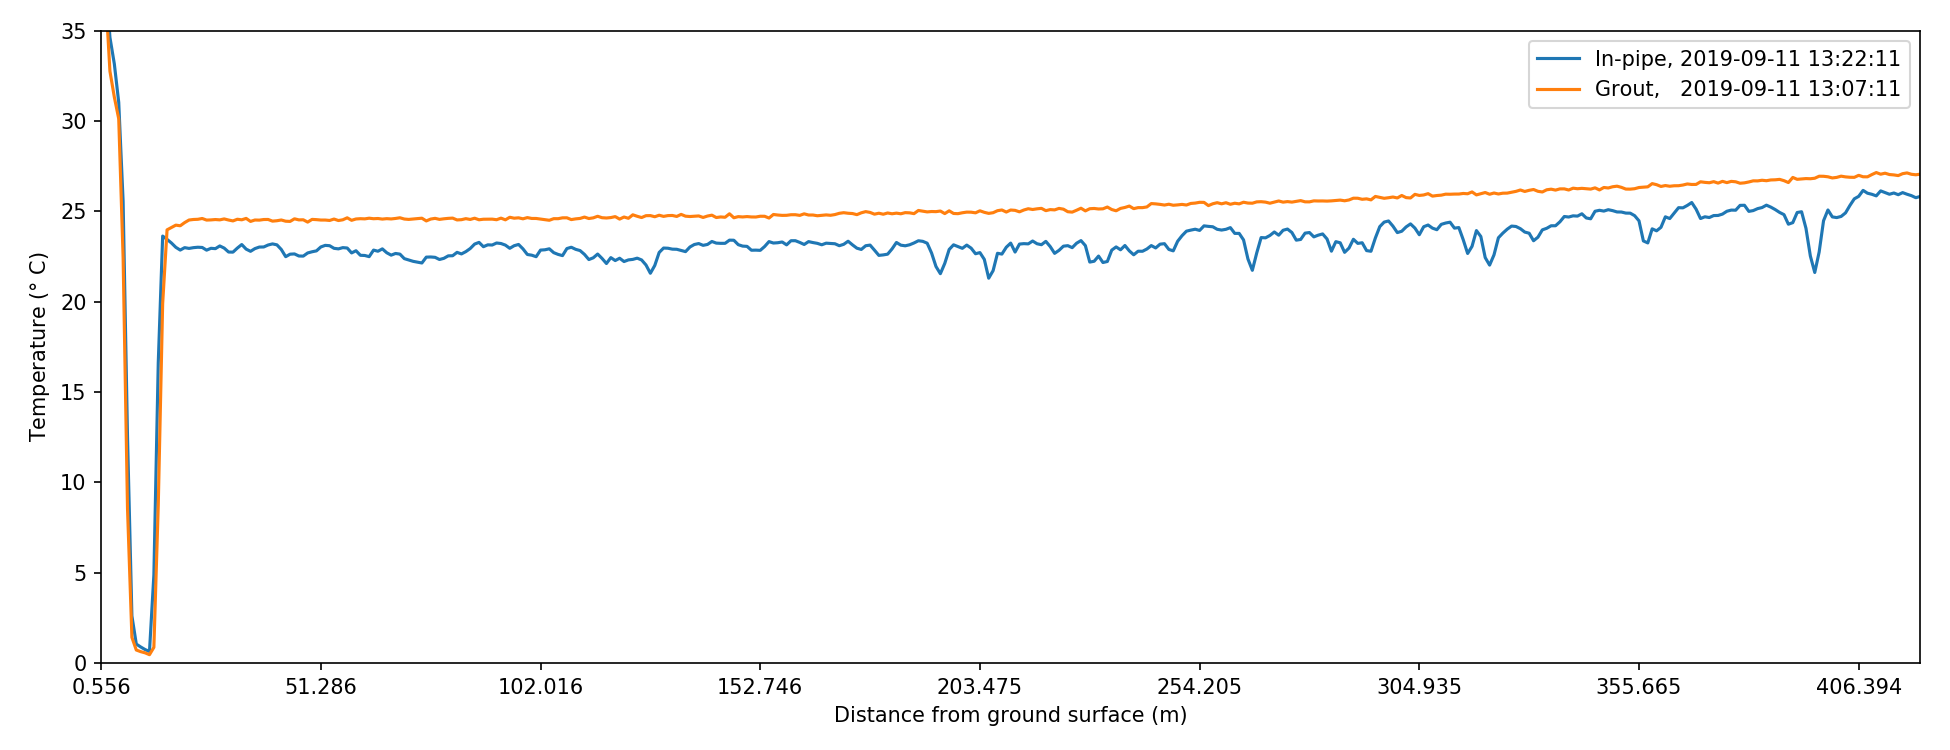 35
30
25
20
15
10
5
0
Temperature (° C)
In-pipe, 2019-09-11 13:22:11
Grout, 2019-09-11 13:07:11
0.556 51.286 102.016 152.746 203.475 254.205 304.935 355.665 406.394
Distance from ground surface (m)